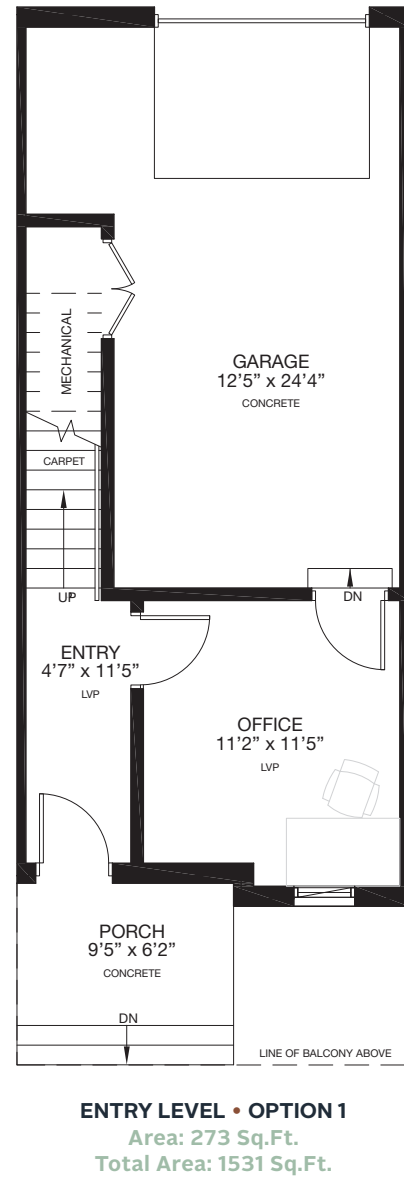 GARAGE
12’5” x 24’4”
CONCRETE
MECHANICAL
CARPET
UP
DN
ENTRY
4’7” x 11’5”
LVP
OFFICE
11’2” x 11’5”
LVP
PORCH
9’5” x 6’2”
CONCRETE
DN
LINE OF BALCONY ABOVE
ENTRY LEVEL • OPTION 1
Area: 273 Sq.Ft.
Total Area: 1531 Sq.Ft.